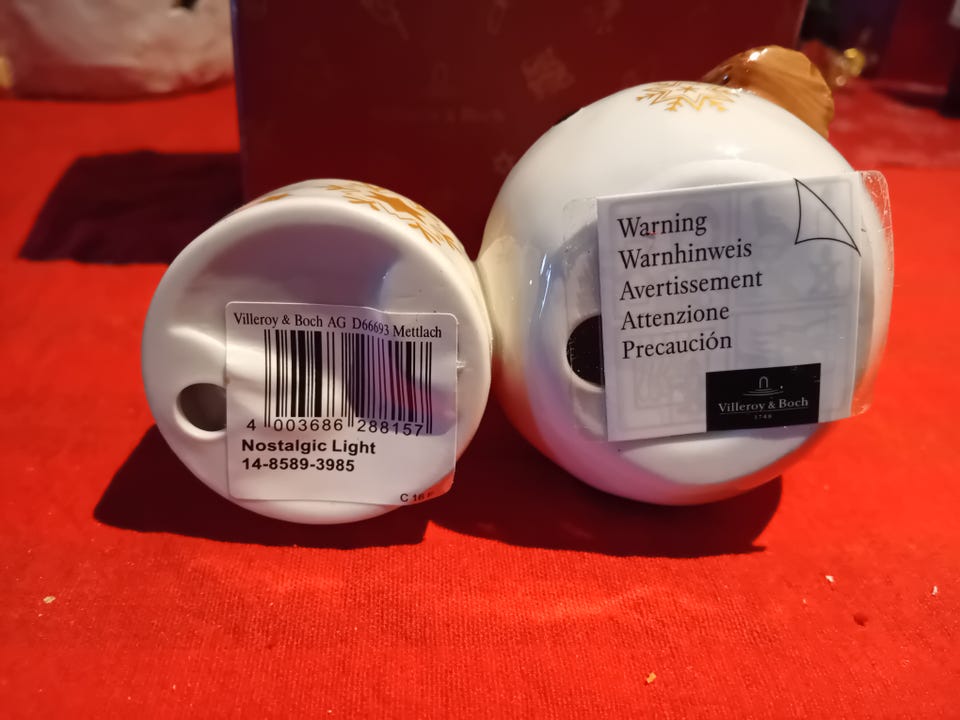 Villeroy & Boch AG D66693 Mettlach
4 003686 288157
Nostalgic Light
14-8589-3985
Warning
Warnhinweis
Avertissement
Attenzione
Precaución
Villeroy & Boch
1748